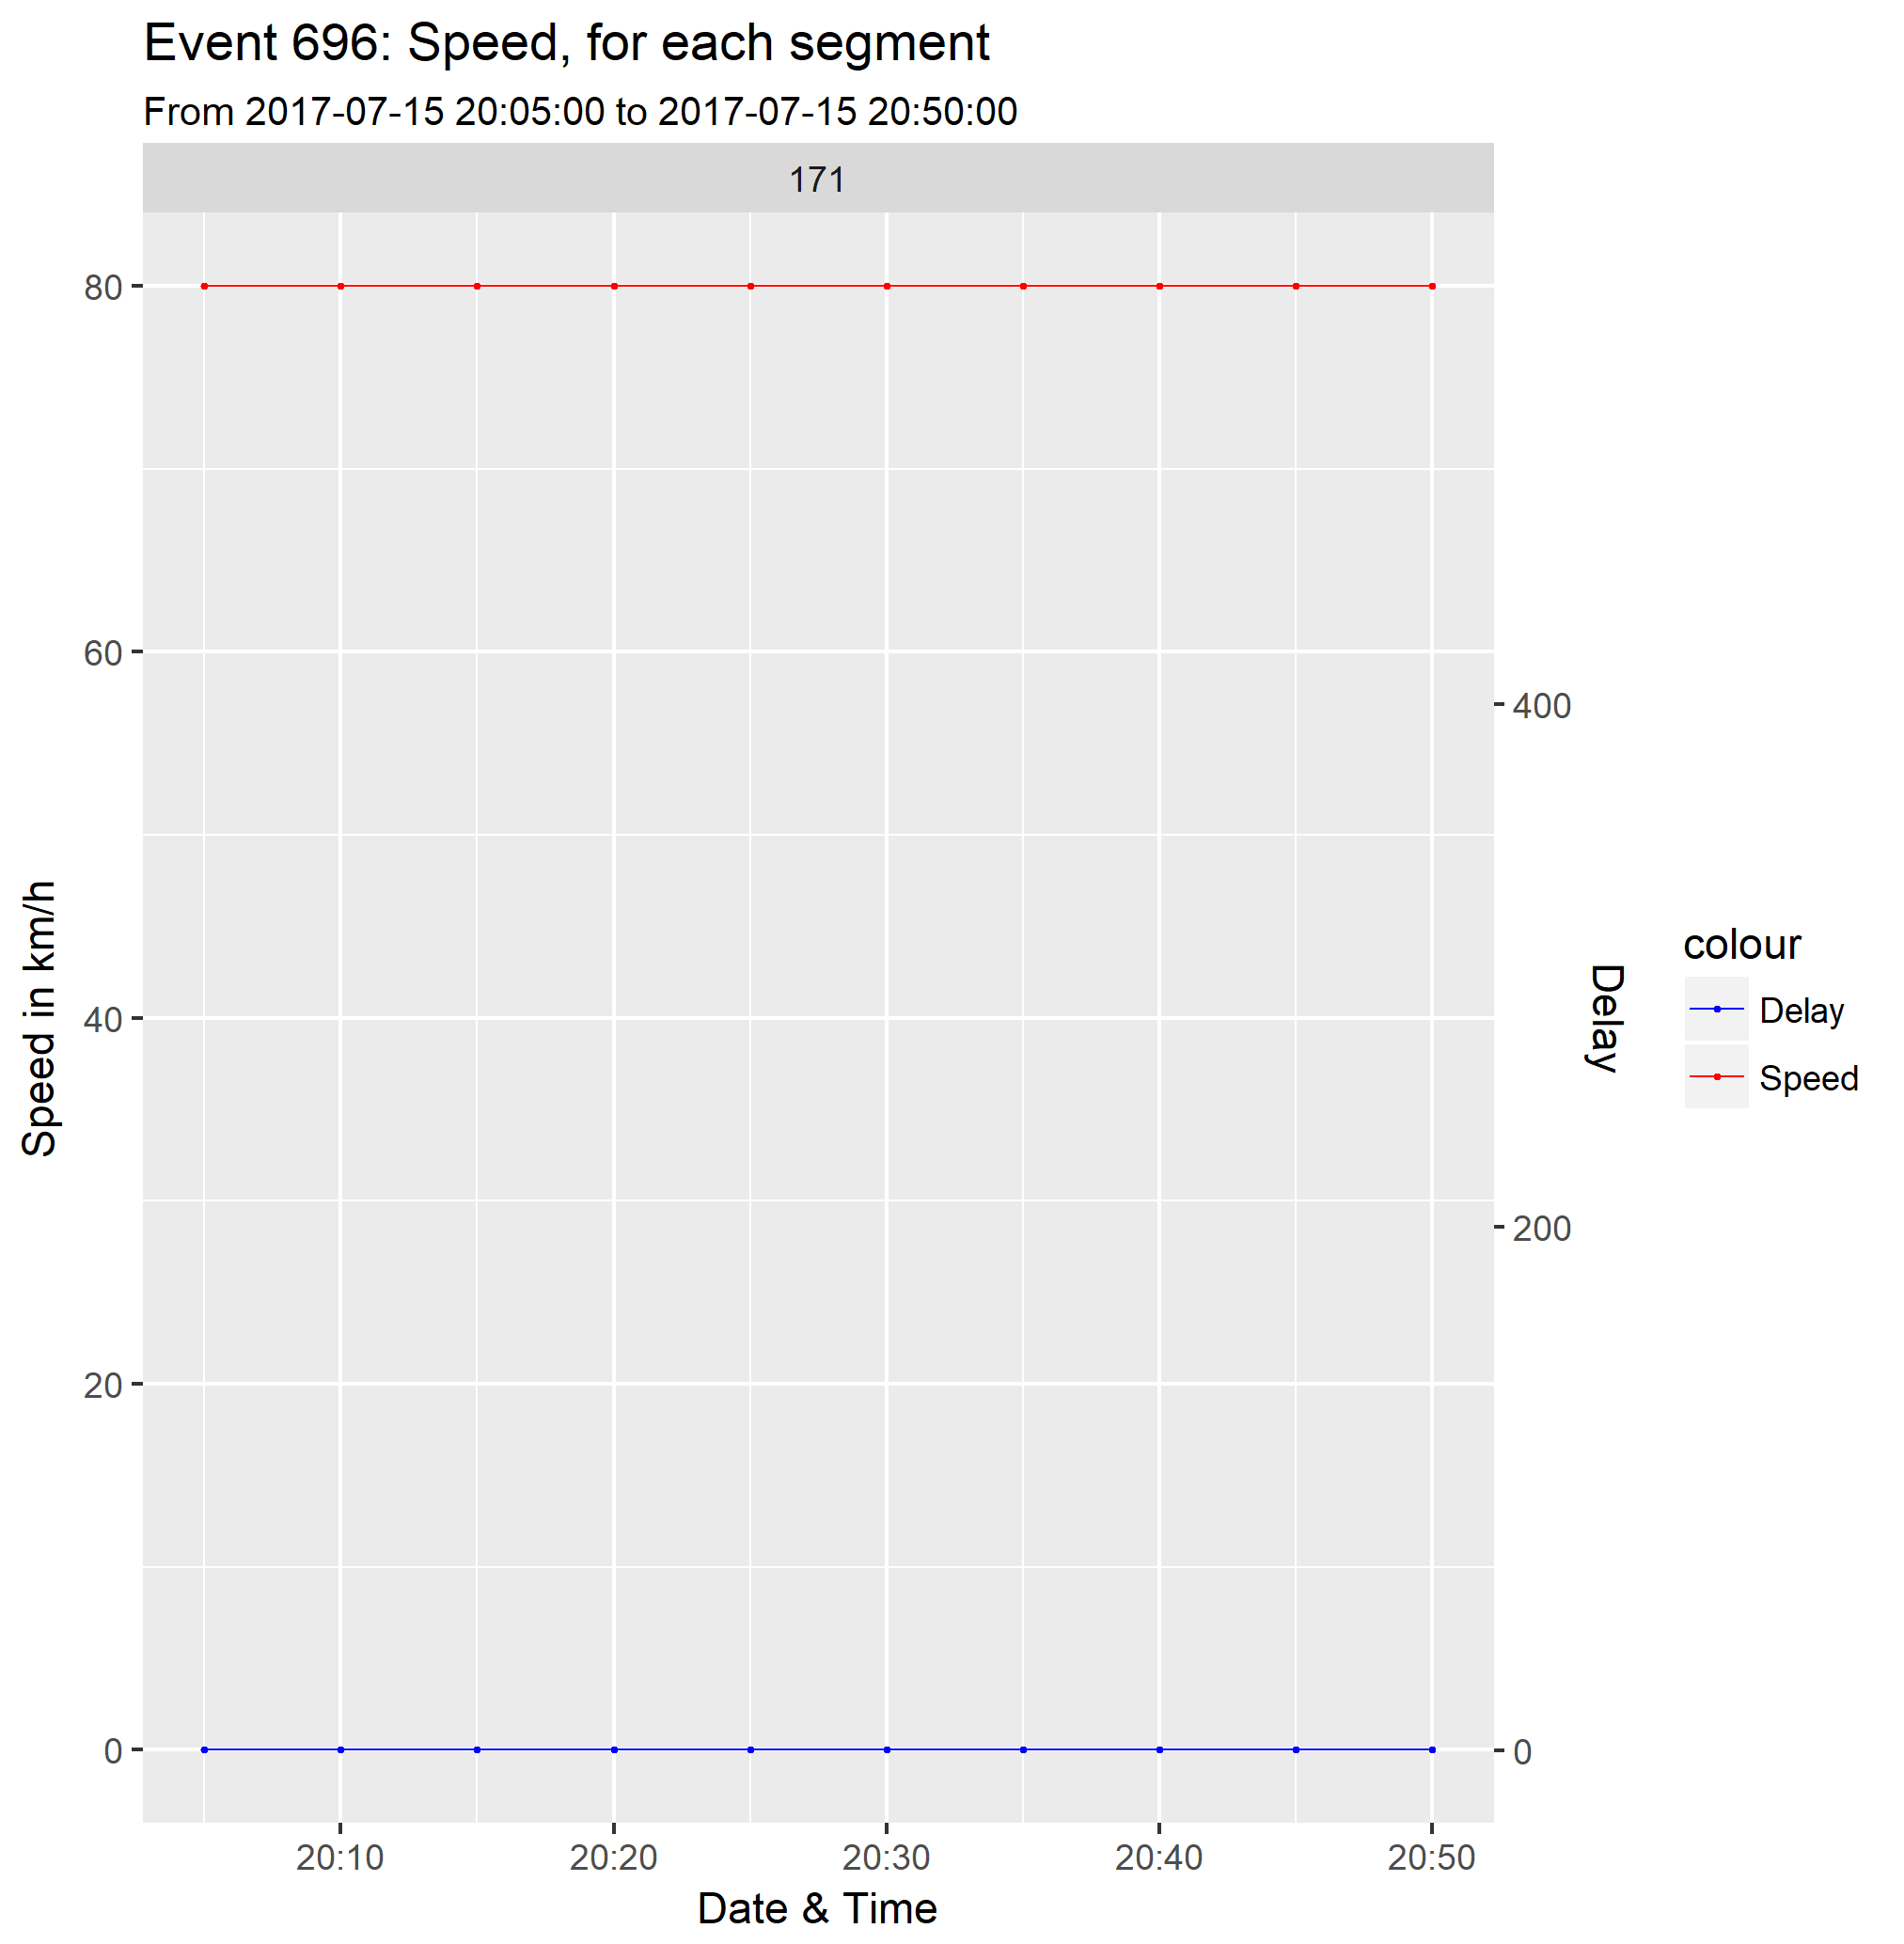 Event 696: Speed, for each segment
From 2017-07-15 20:05:00 to 2017-07-15 20:50:00
171
80
60
40
20
0
Speed in km/h
400
200
0
Delay
colour
Delay
Speed
20:10
20:20
20:30
20:40
20:50
Date & Time